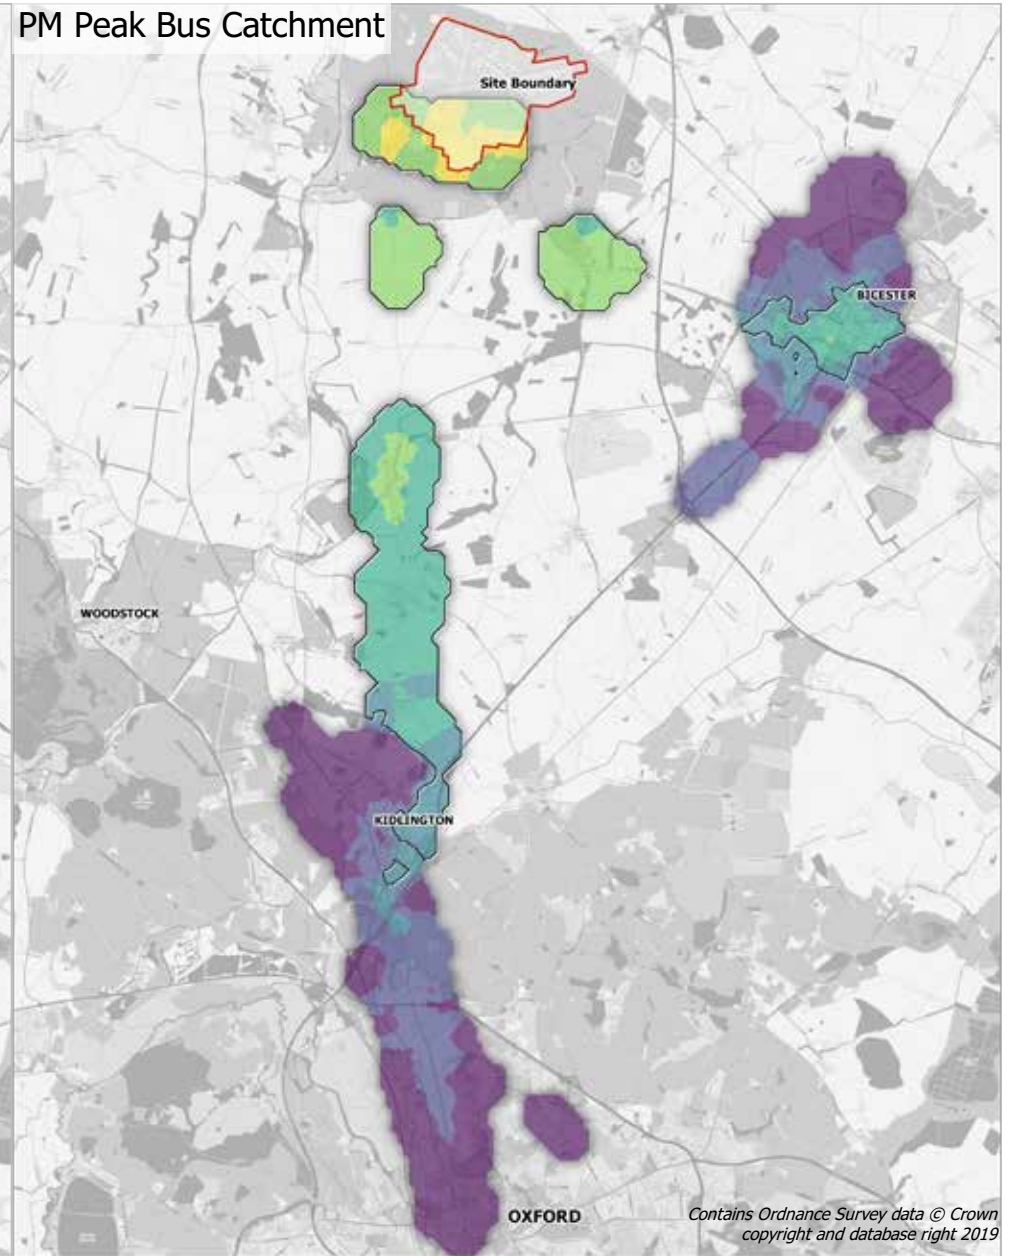 PM Peak Bus Catchment
Site Boundary
BICESTER
WOODSTOCK
KIDLINGTON
OXFORD
Contains Ordnance Survey data © Crown
copyright and database right 2019